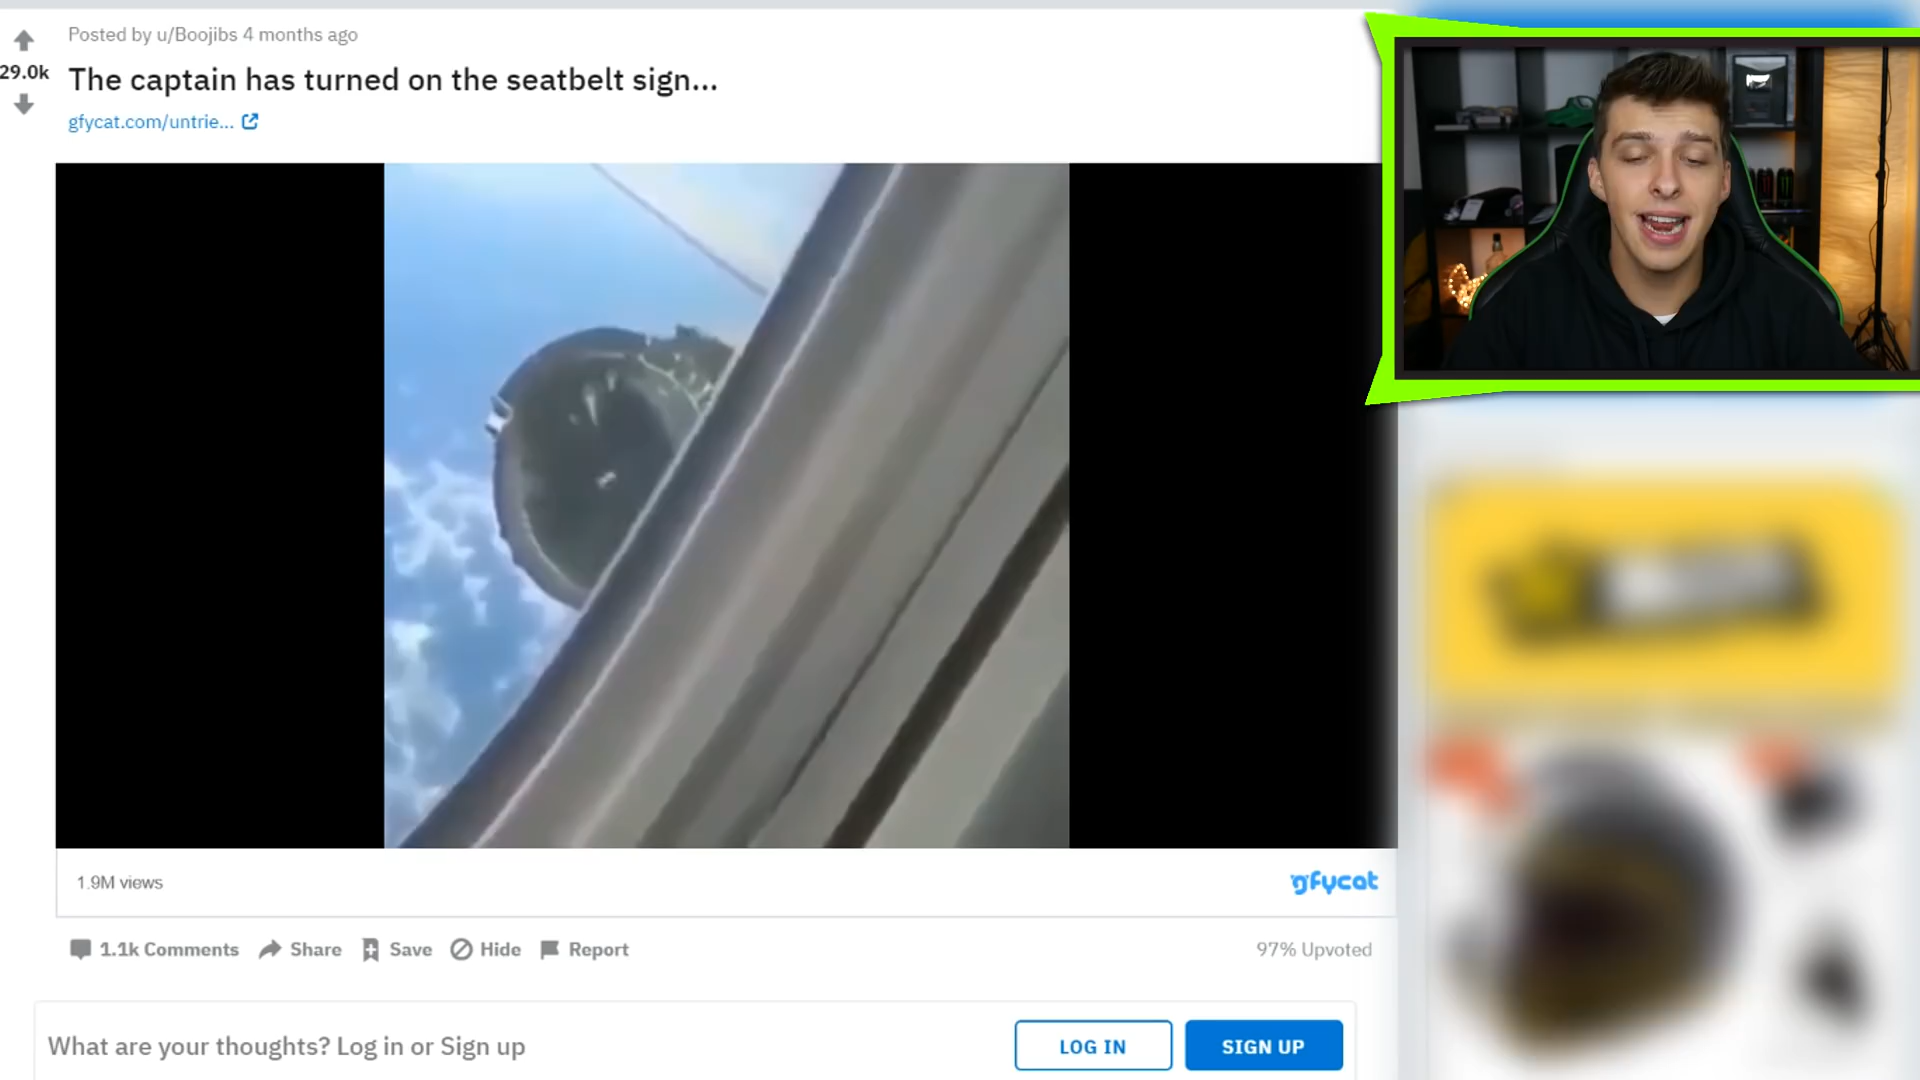 Posted by u/Boojibs 4 months ago
29.0k
The captain has turned on the seatbelt sign...
gfycat.com/untrie...
1.9M views
gfycat
1.1k Comments Share Save Hide Report
97% Upvoted
What are your thoughts? Log in or Sign up
LOG IN
SIGN UP